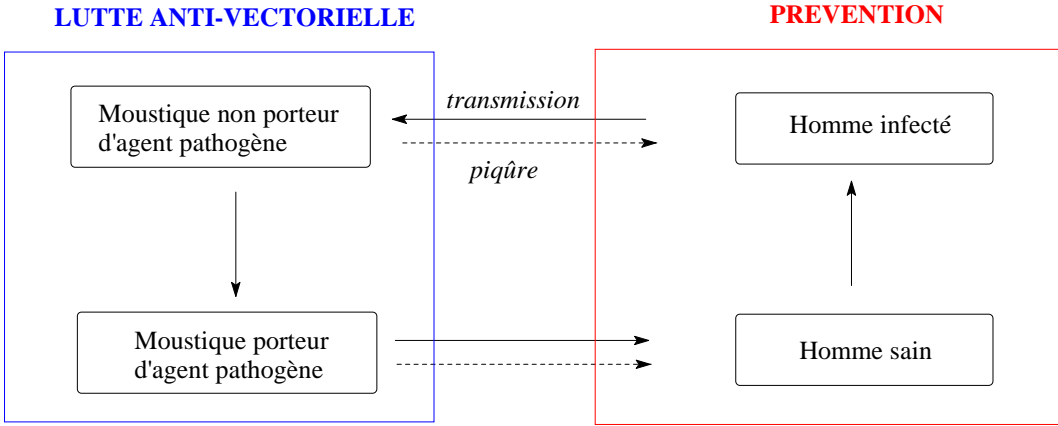 LUTTE ANTI-VECTORIELLE
PREVENTION
Moustique non porteur
d'agent pathogène
transmission
piqûre
Homme infecté
Moustique porteur
d'agent pathogène
Homme sain